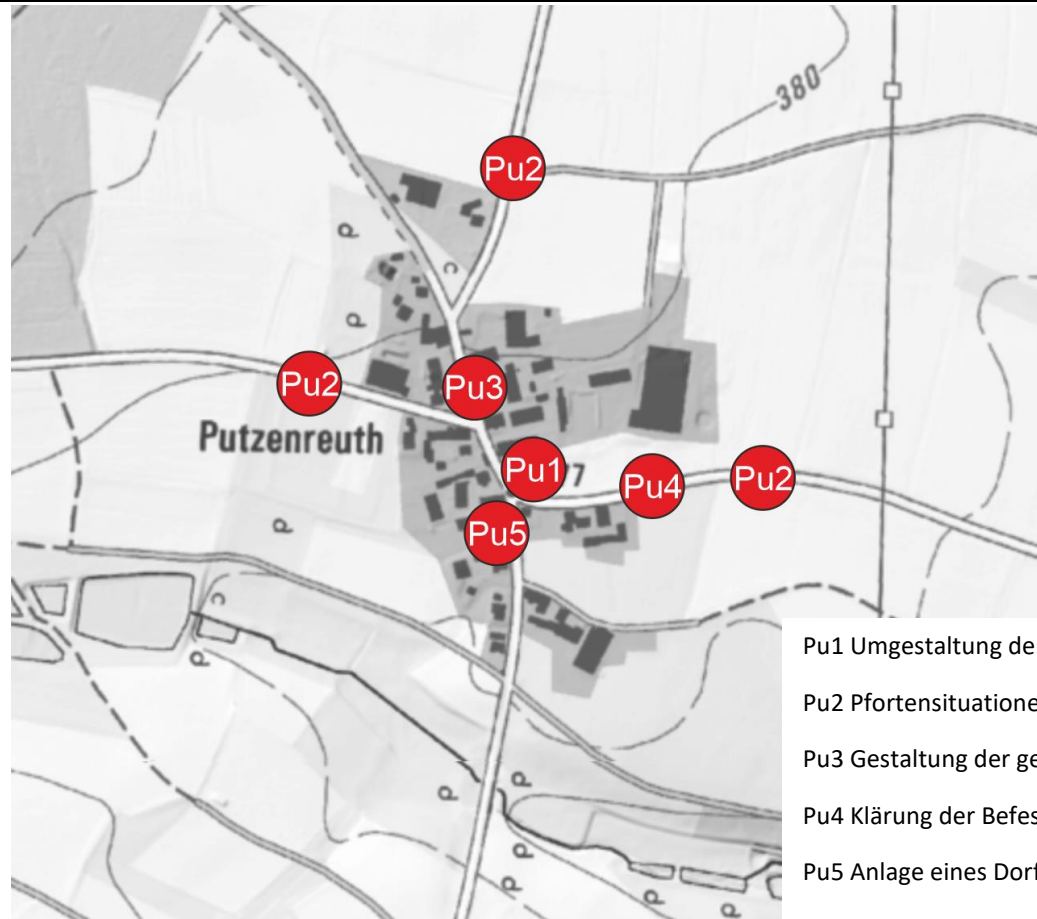 380
Pu2
Pu2
Pu3
Putzenreuth
Pu1
7
Pu4
Pu2
Pu5
Pu1 Umgestaltung de
Pu2 Pfortensituatione
Pu3 Gestaltung der ge
Pu4 Klärung der Befes
Pu5 Anlage eines Dorf